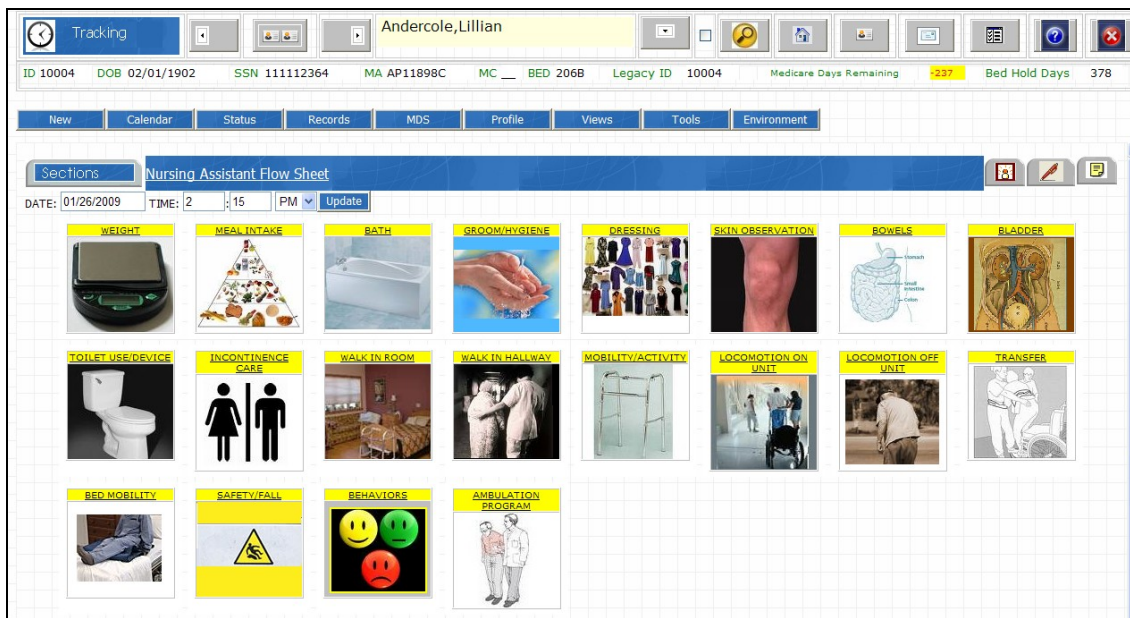 Tracking
Andercole,Lillian
ID 10004 DOB 02/01/1902 SSN 111112364 MA AP11898C MC __ BED 206B Legacy ID 10004 Medicare Days Remaining -237 Bed Hold Days 378
New Calendar Status Records MDS Profile Views Tools Environment
Sections Nursing Assistant Flow Sheet
DATE: 01/26/2009 TIME: 2 : 15 PM Update
WEIGHT MEAL INTAKE BATH GROOM/HYGIENE DRESSING SKIN OBSERVATION BOWELS BLADDER
Stomach
Small
Intestine
Colon
TOILET USE/DEVICE INCONTINENCE CARE WALK IN ROOM WALK IN HALLWAY MOBILITY/ACTIVITY LOCOMOTION ON UNIT LOCOMOTION OFF UNIT TRANSFER
BED MOBILITY SAFETY/FALL BEHAVIORS AMBULATION PROGRAM